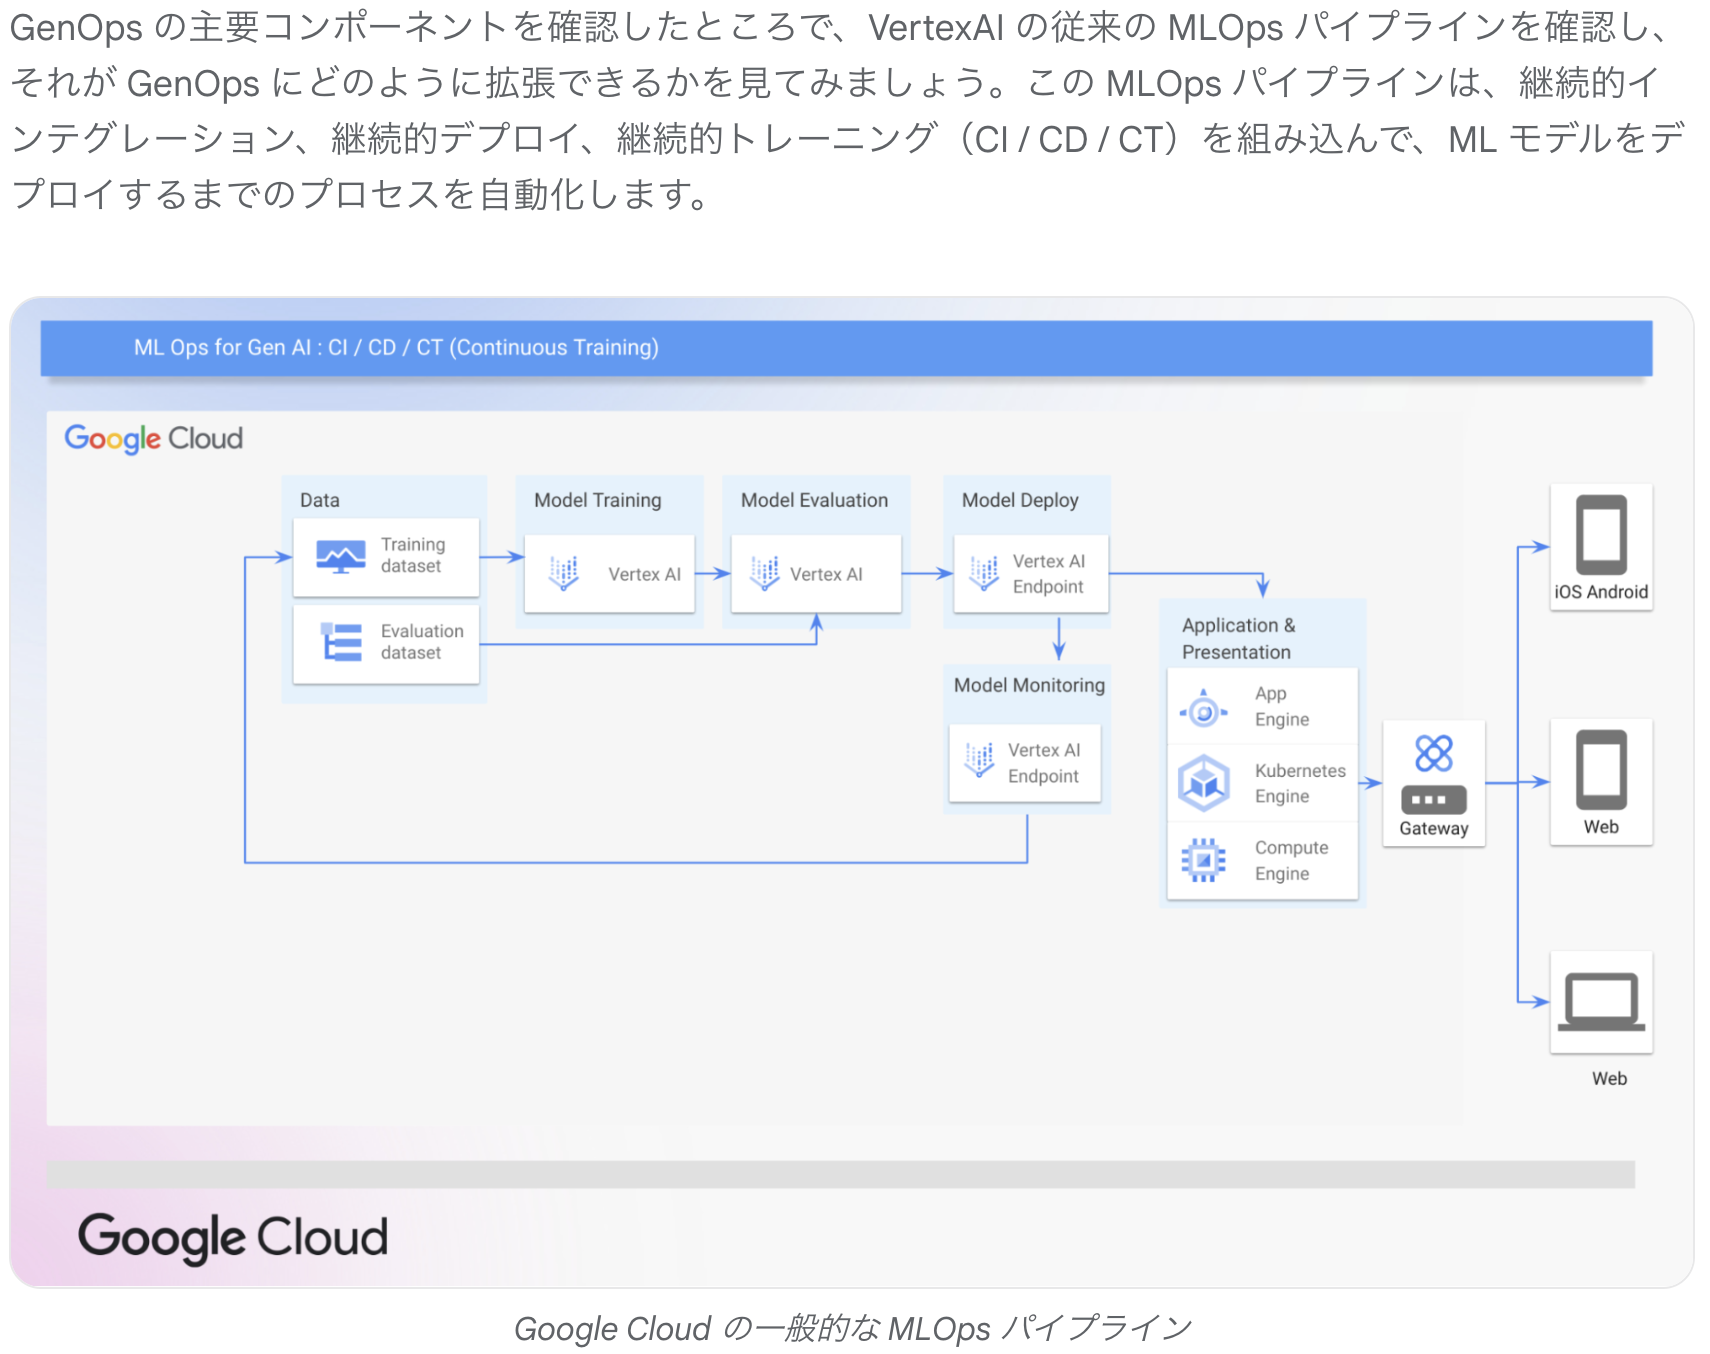 GenOps の主要コンポーネントを確認したところで、VertexAI の従来の MLOps パイプラインを確認し、
それが GenOps にどのように拡張できるかを見てみましょう。この MLOps パイプラインは、継続的イ
ンテグレーション、継続的デプロイ、継続的トレーニング（CI / CD / CT）を組み込んで、ML モデルをデ
プロイするまでのプロセスを自動化します。
ML Ops for Gen AI : CI / CD / CT (Continuous Training)
Google Cloud
Data
Training
dataset
Evaluation
dataset
Model Training
Vertex AI
Model Evaluation
Vertex AI
Model Deploy
Vertex AI
Endpoint
Model Monitoring
Vertex AI
Endpoint
Application &
Presentation
App
Engine
Kubernetes
Engine
Compute
Engine
Gateway
iOS Android
Web
Web
Google Cloud
Google Cloud の一般的な MLOps パイプライン